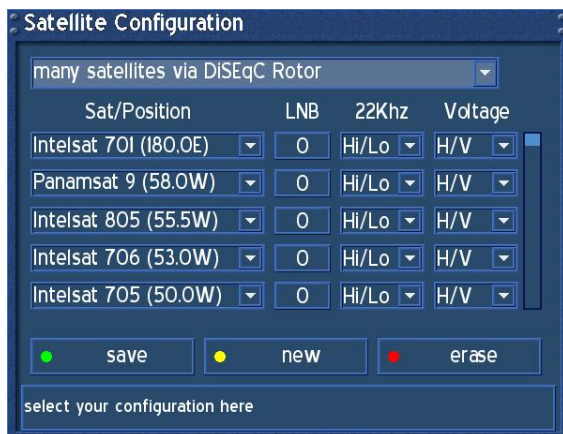 Satellite Configuration
many satellites via DiSEqC Rotor
Sat/Position LNB 22Khz Voltage
Intelsat 701 (180.0E) 0 Hi/Lo H/V
Panamsat 9 (58.0W) 0 Hi/Lo H/V
Intelsat 805 (55.5W) 0 Hi/Lo H/V
Intelsat 706 (53.0W) 0 Hi/Lo H/V
Intelsat 705 (50.0W) 0 Hi/Lo H/V
save new erase
select your configuration here